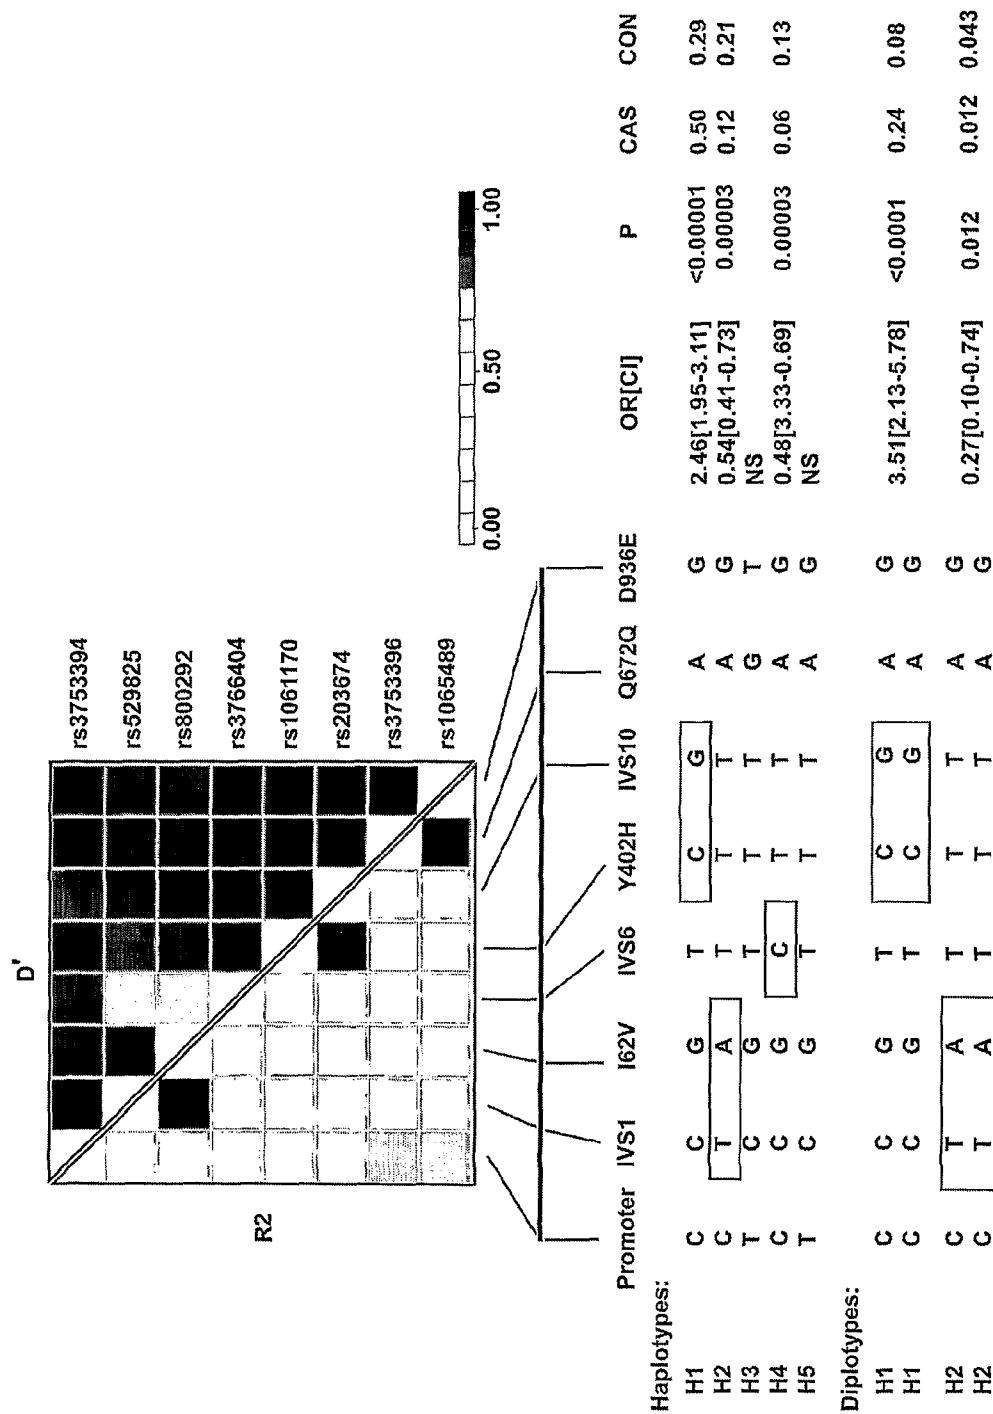 D'
rs3753394
rs529825
rs800292
rs3766404
rs1061170
rs203674
rs3753396
rs1065489
R2
0.00 0.50 1.00
Promoter IVS1 I62V IVS6 Y402H IVS10 Q672Q D936E OR[CI] P CAS CON
Haplotypes:
H1 C C G T C G A G 2.46[1.95-3.11] <0.00001 0.50 0.29
H2 C T A T T T A G 0.54[0.41-0.73] 0.00003 0.12 0.21
H3 T C G T T T G T NS
H4 C C G C T T A G 0.48[3.33-0.69] 0.00003 0.06 0.13
H5 T C G T T T A G NS
Diplotypes:
H1 C C G T C G A G 3.51[2.13-5.78] <0.0001 0.24 0.08
H1 C C G T C G A G
H2 C T A T T T A G 0.27[0.10-0.74] 0.012 0.012 0.043
H2 C T A T T T A G